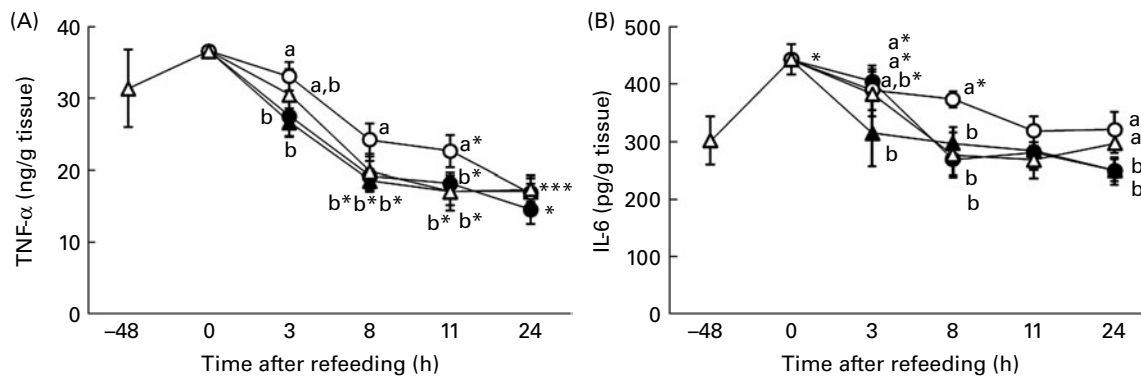 (A)
TNF-α (ng/g tissue)
40
30
20
10
0
a
a,b
b
b
a
b* b* b*
a*
b*
b* b*
***
*
−48 0 3 8 11 24
Time after refeeding (h)
(B)
IL-6 (pg/g tissue)
500
400
300
200
100
0
*
a*
a*
a,b*
b
a*
b
b
a
a
b
b
−48 0 3 8 11 24
Time after refeeding (h)